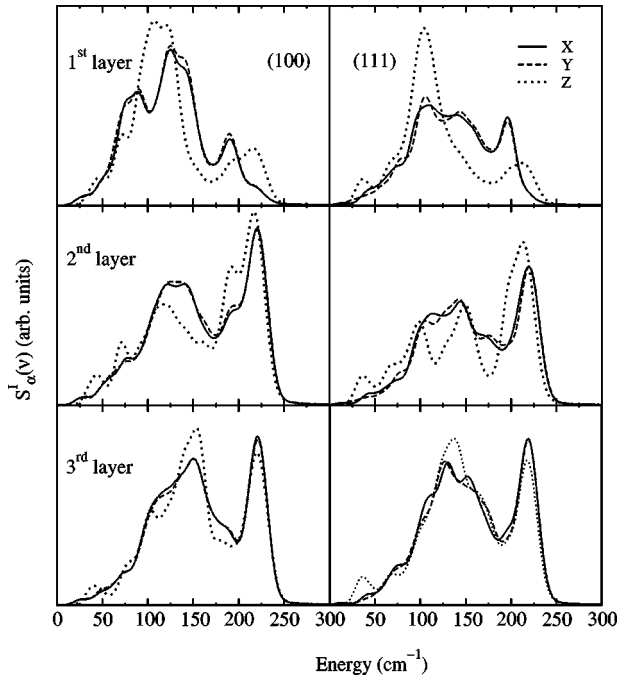 1st layer
(100)
(111)
X
Y
Z
2nd layer
3rd layer
S^I_α(ν) (arb. units)
0 50 100 150 200 250 300 50 100 150 200 250 300
Energy (cm⁻¹)